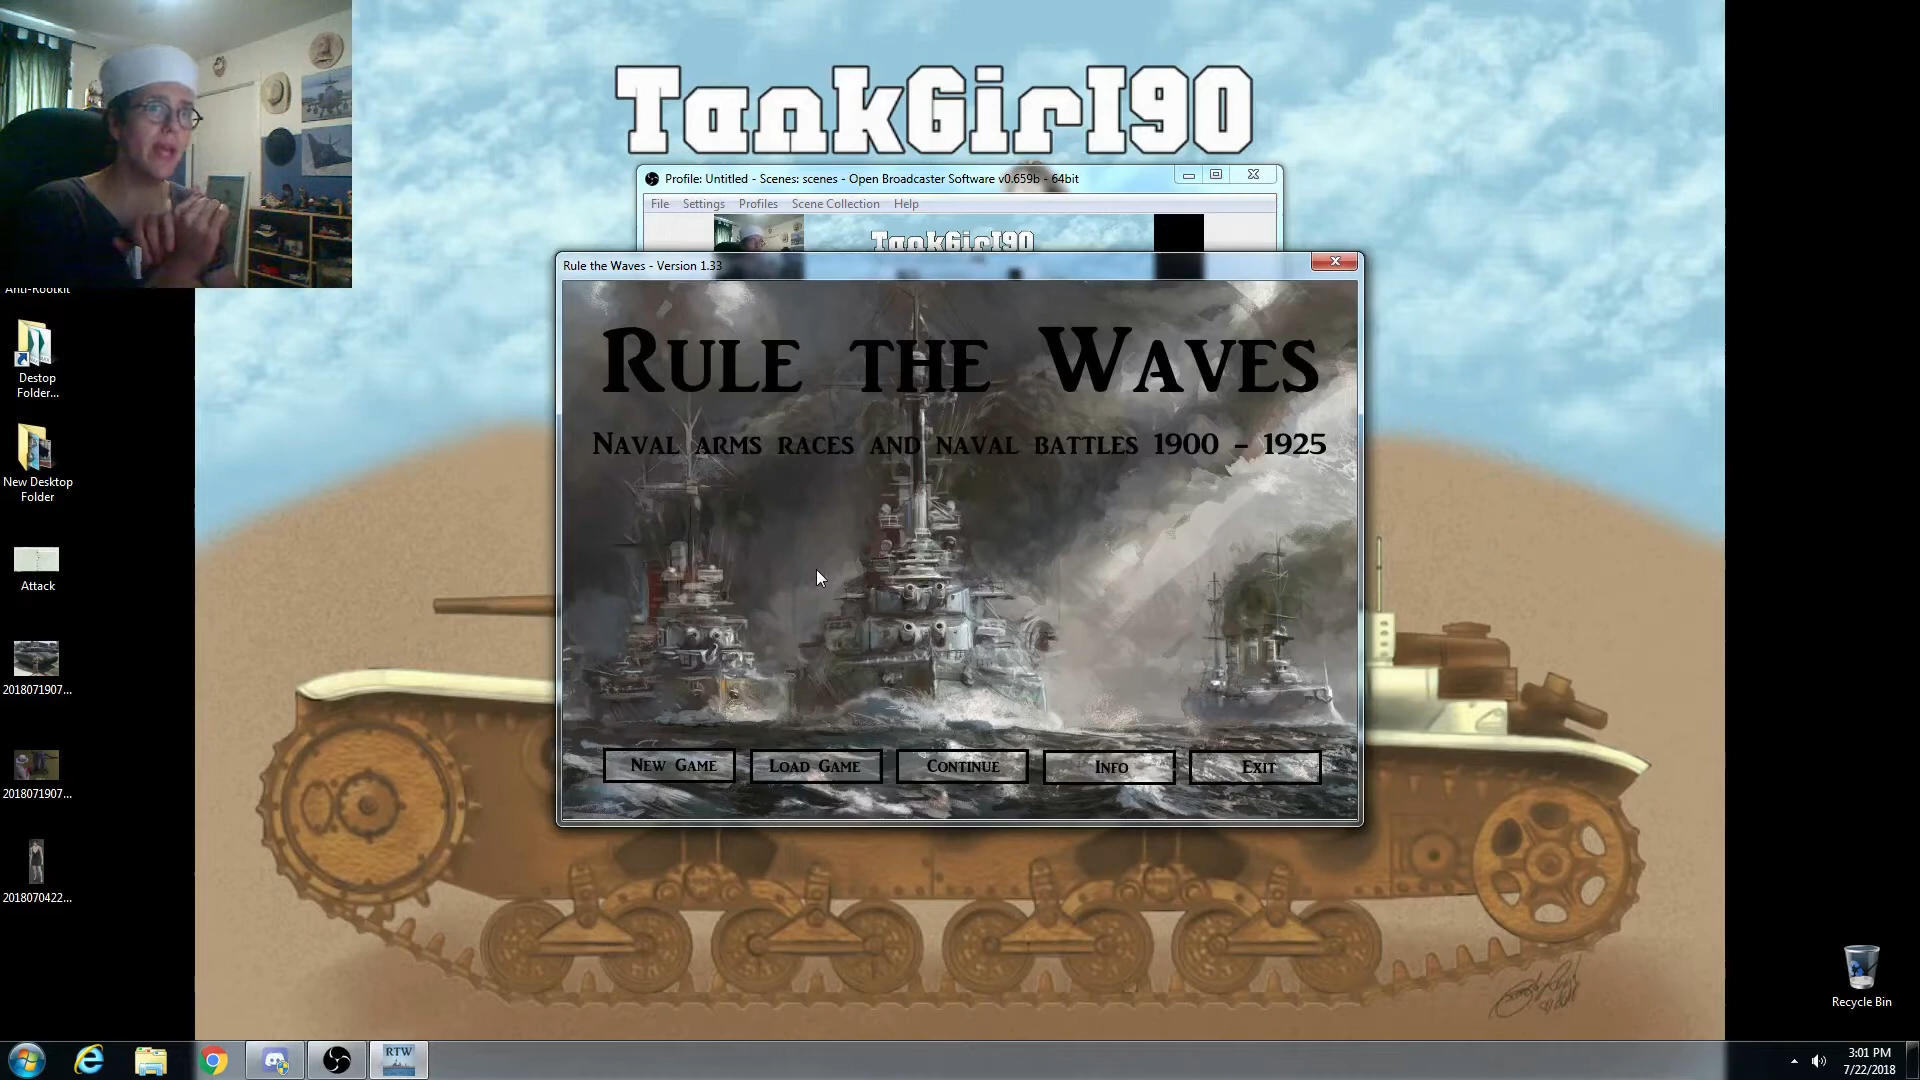 TankGirl90
Profile: Untitled - Scenes: scenes - Open Broadcaster Software v0.659b - 64bit
File Settings Profiles Scene Collection Help
TankGirl90
Rule the Waves - Version 1.33
Rule the Waves
Naval arms races and naval battles 1900 - 1925
New Game Load Game Continue Info Exit
Anti-Rootkit
Destop
Folder...
New Desktop
Folder
Attack
2018071907...
2018071907...
2018070422...
Recycle Bin
RTW
3:01 PM
7/22/2018